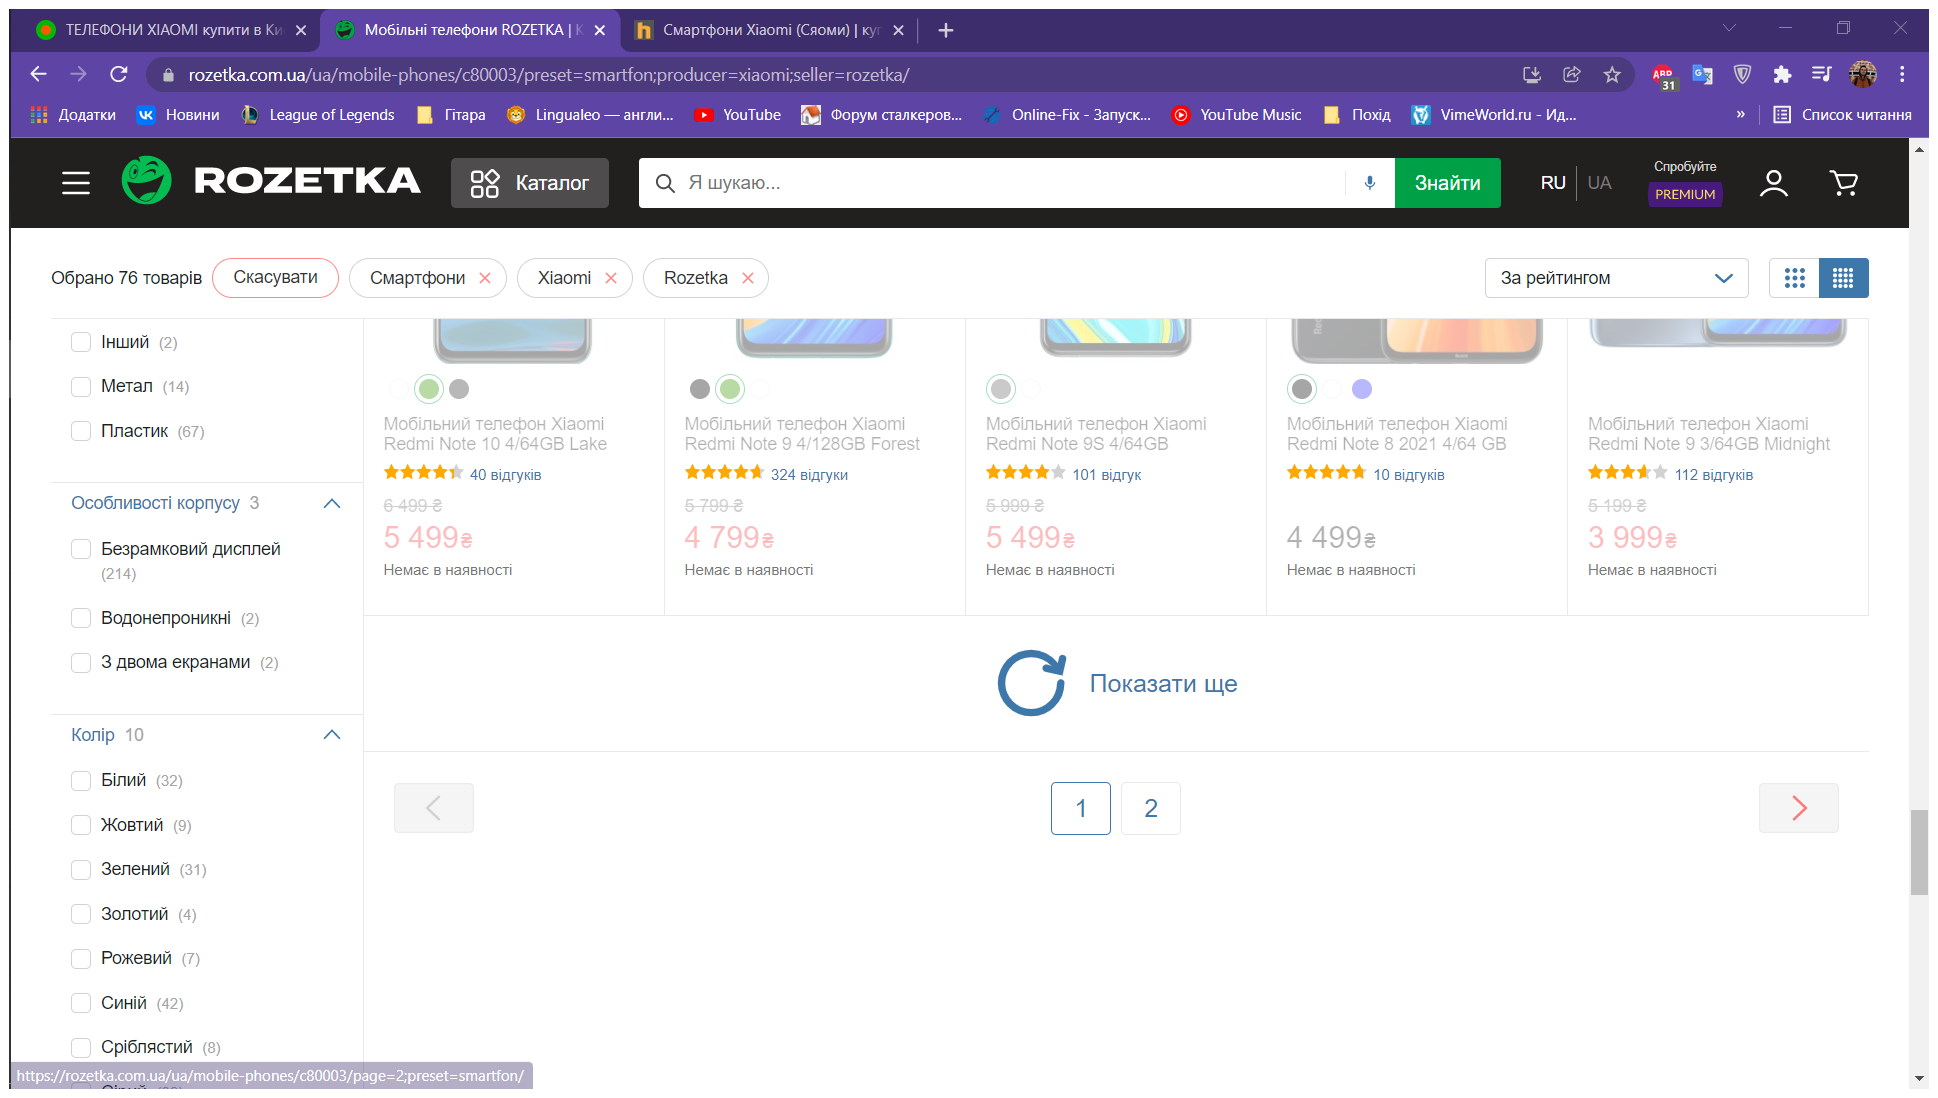 ТЕЛЕФОНИ XIAOMI купити в Ки
Мобільні телефони ROZETKA |
Смартфони Xiaomi (Сяоми) | ку
rozetka.com.ua/ua/mobile-phones/c80003/preset=smartfon;producer=xiaomi;seller=rozetka/
ABP
31
Додатки
Новини
League of Legends
Гітара
Lingualeo — англи...
YouTube
Форум сталкеров...
Online-Fix - Запуск...
YouTube Music
Похід
VimeWorld.ru - Ид...
»
Список читання
ROZETKA
Каталог
Я шукаю...
Знайти
RU
UA
Спробуйте
PREMIUM
Обрано 76 товарів
Скасувати
Смартфони
Xiaomi
Rozetka
За рейтингом
Інший (2)
Метал (14)
Пластик (67)
Особливості корпусу 3
Безрамковий дисплей
(214)
Водонепроникні (2)
З двома екранами (2)
Колір 10
Білий (32)
Жовтий (9)
Зелений (31)
Золотий (4)
Рожевий (7)
Синій (42)
Сріблястий (8)
Мобільний телефон Xiaomi
Redmi Note 10 4/64GB Lake
40 відгуків
6 499 ₴
5 499₴
Немає в наявності
Мобільний телефон Xiaomi
Redmi Note 9 4/128GB Forest
324 відгуки
5 799 ₴
4 799₴
Немає в наявності
Мобільний телефон Xiaomi
Redmi Note 9S 4/64GB
101 відгук
5 999 ₴
5 499₴
Немає в наявності
Redmi
Мобільний телефон Xiaomi
Redmi Note 8 2021 4/64 GB
10 відгуків
4 499₴
Немає в наявності
Мобільний телефон Xiaomi
Redmi Note 9 3/64GB Midnight
112 відгуків
5 199 ₴
3 999₴
Немає в наявності
Показати ще
1
2
https://rozetka.com.ua/ua/mobile-phones/c80003/page=2;preset=smartfon/